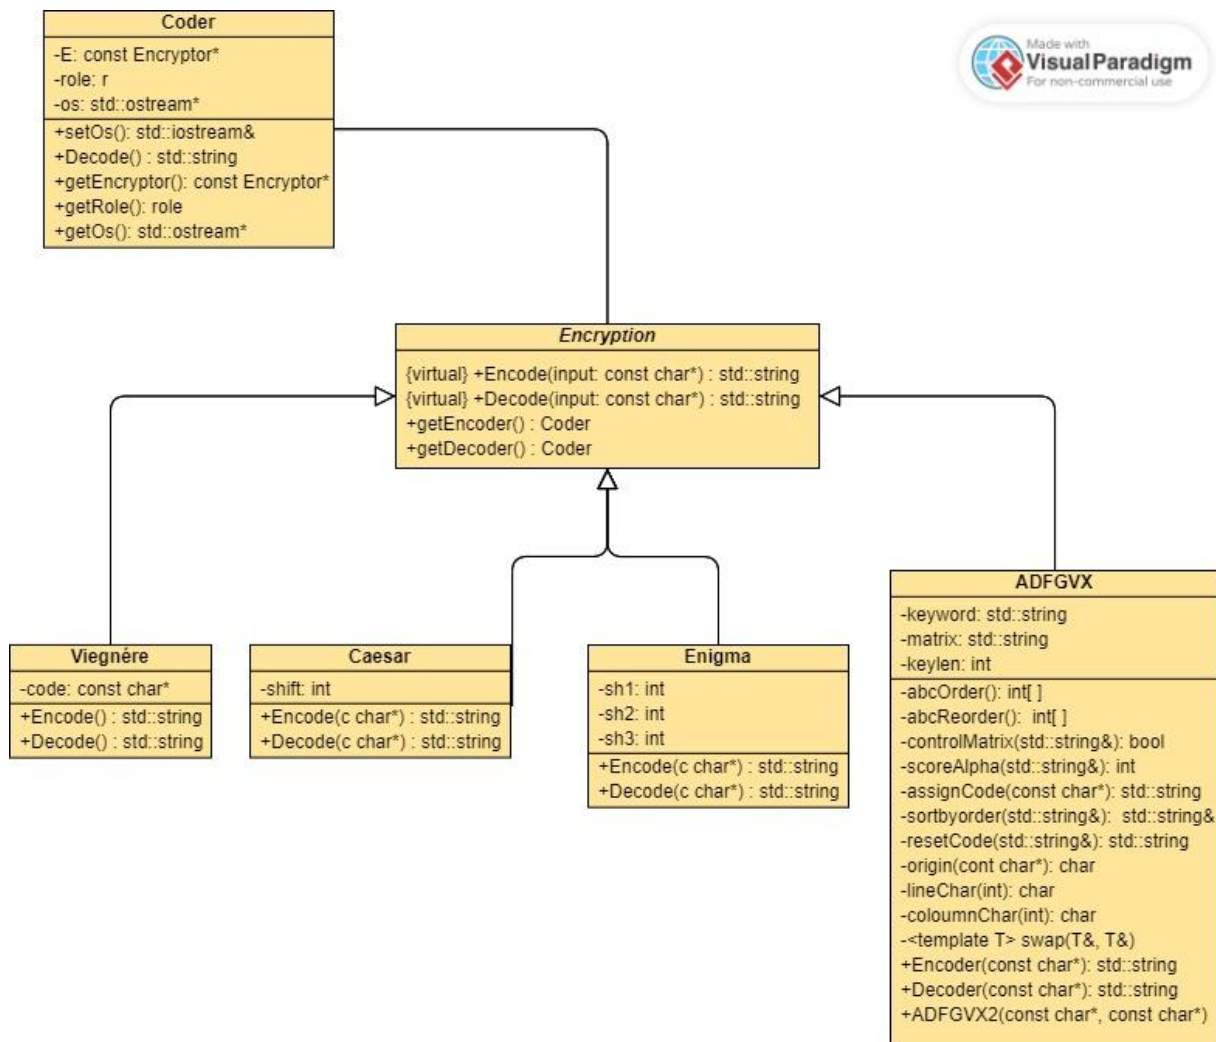 Coder
-E: const Encryptor*
-role: r
-os: std::ostream*
+setOs(): std::iostream&
+Decode() : std::string
+getEncryptor(): const Encryptor*
+getRole(): role
+getOs(): std::ostream*
Made with
VisualParadigm
For non-commercial use
Encryption
{virtual} +Encode(input: const char*) : std::string
{virtual} +Decode(input: const char*) : std::string
+getEncoder() : Coder
+getDecoder() : Coder
Viegnére
-code: const char*
+Encode() : std::string
+Decode() : std::string
Caesar
-shift: int
+Encode(c char*) : std::string
+Decode(c char*) : std::string
Enigma
-sh1: int
-sh2: int
-sh3: int
+Encode(c char*) : std::string
+Decode(c char*) : std::string
ADFGVX
-keyword: std::string
-matrix: std::string
-keylen: int
-abcOrder(): int[ ]
-abcReorder(): int[ ]
-controlMatrix(std::string&): bool
-scoreAlpha(std::string&): int
-assignCode(const char*): std::string
-sortbyorder(std::string&): std::string&
-resetCode(std::string&): std::string
-origin(cont char*): char
-lineChar(int): char
-coloumnChar(int): char
-<template T> swap(T&, T&)
+Encoder(const char*): std::string
+Decoder(const char*): std::string
+ADFGVX2(const char*, const char*)